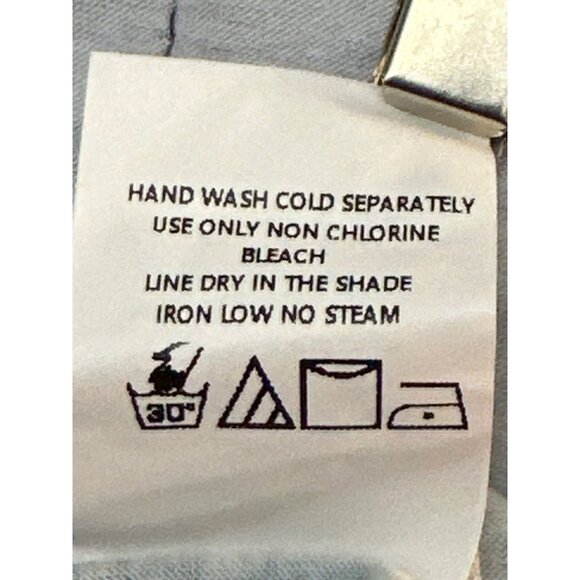 HAND WASH COLD SEPARATELY
USE ONLY NON CHLORINE
BLEACH
LINE DRY IN THE SHADE
IRON LOW NO STEAM
30°